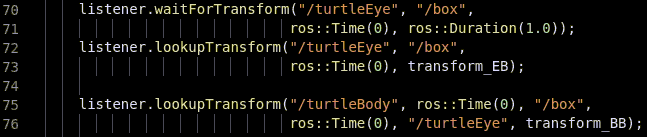 70 listener.waitForTransform("/turtleEye", "/box",
71 ros::Time(0), ros::Duration(1.0));
72 listener.lookupTransform("/turtleEye", "/box",
73 ros::Time(0), transform_EB);
74
75 listener.lookupTransform("/turtleBody", ros::Time(0), "/box",
76 ros::Time(0), "/turtleEye", transform_BB);